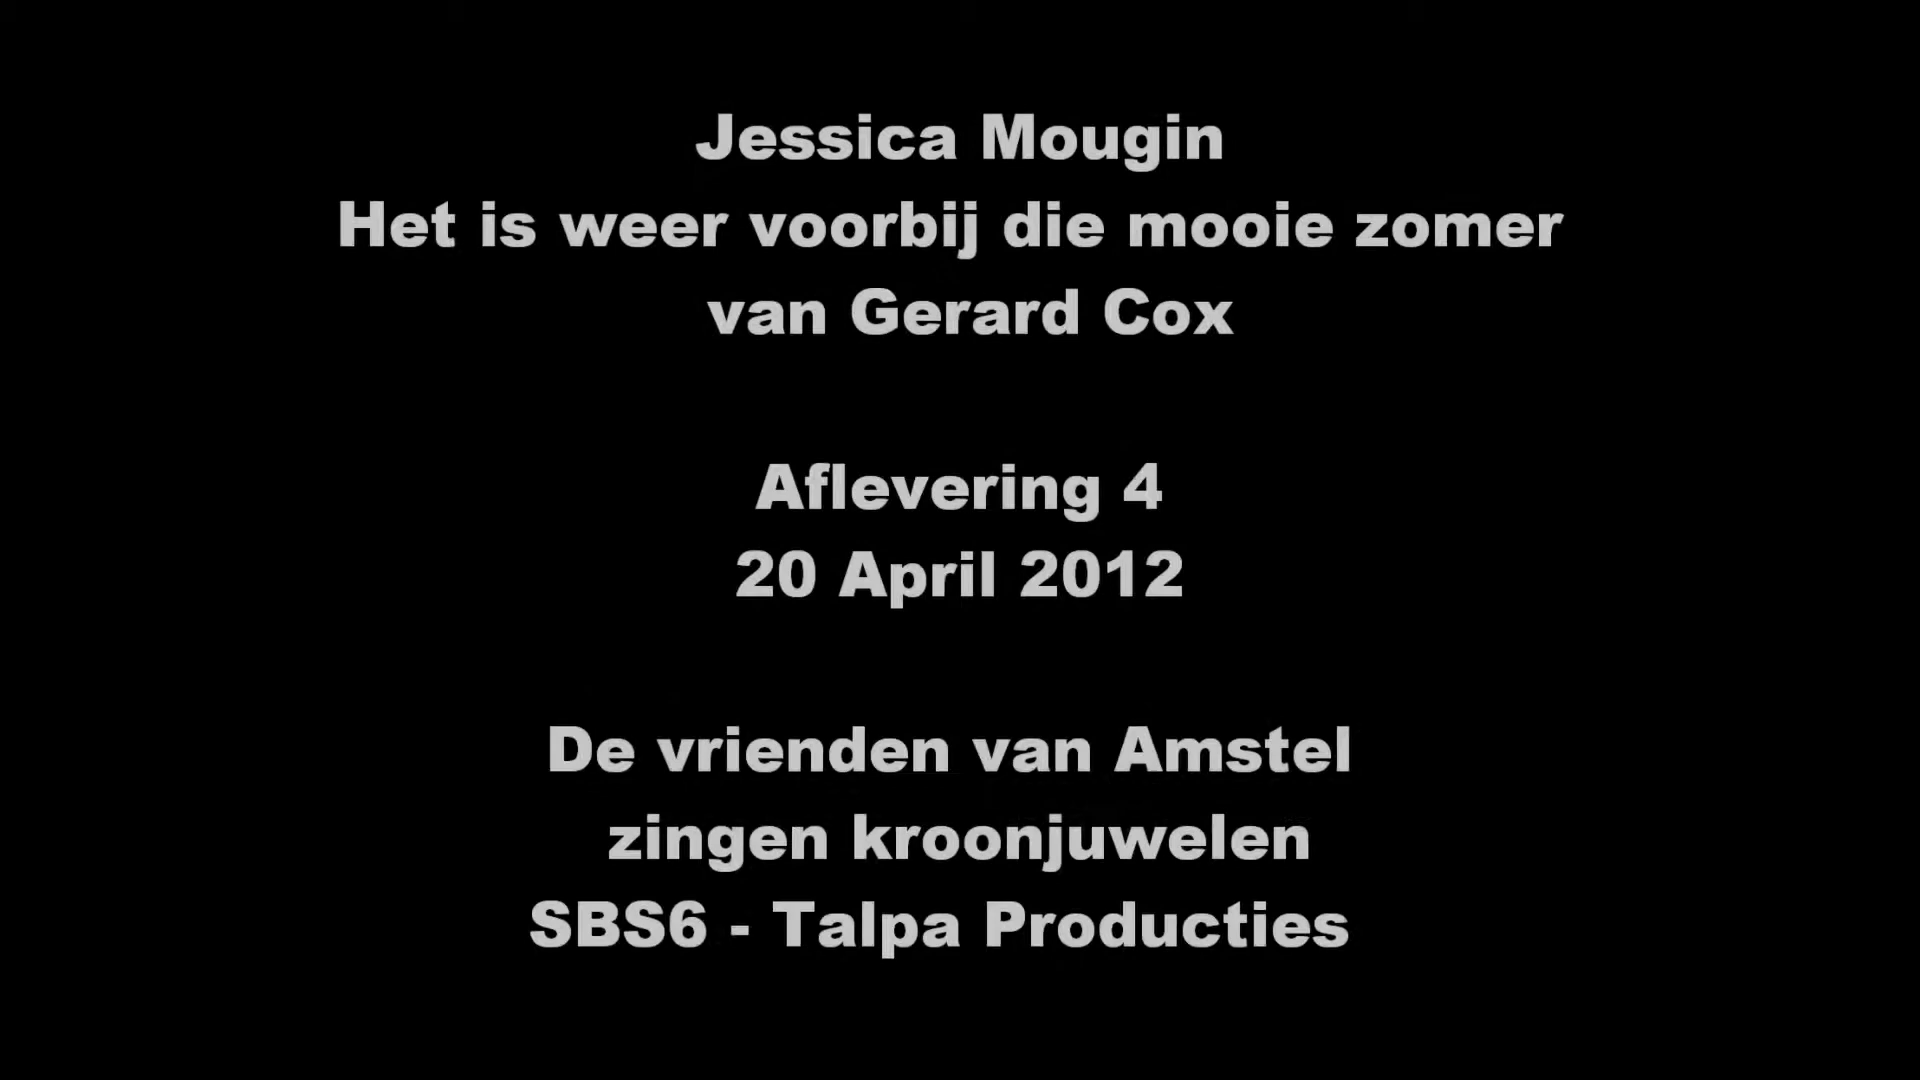 Jessica Mougin
Het is weer voorbij die mooie zomer
van Gerard Cox
Aflevering 4
20 April 2012
De vrienden van Amstel
zingen kroonjuwelen
SBS6 - Talpa Producties